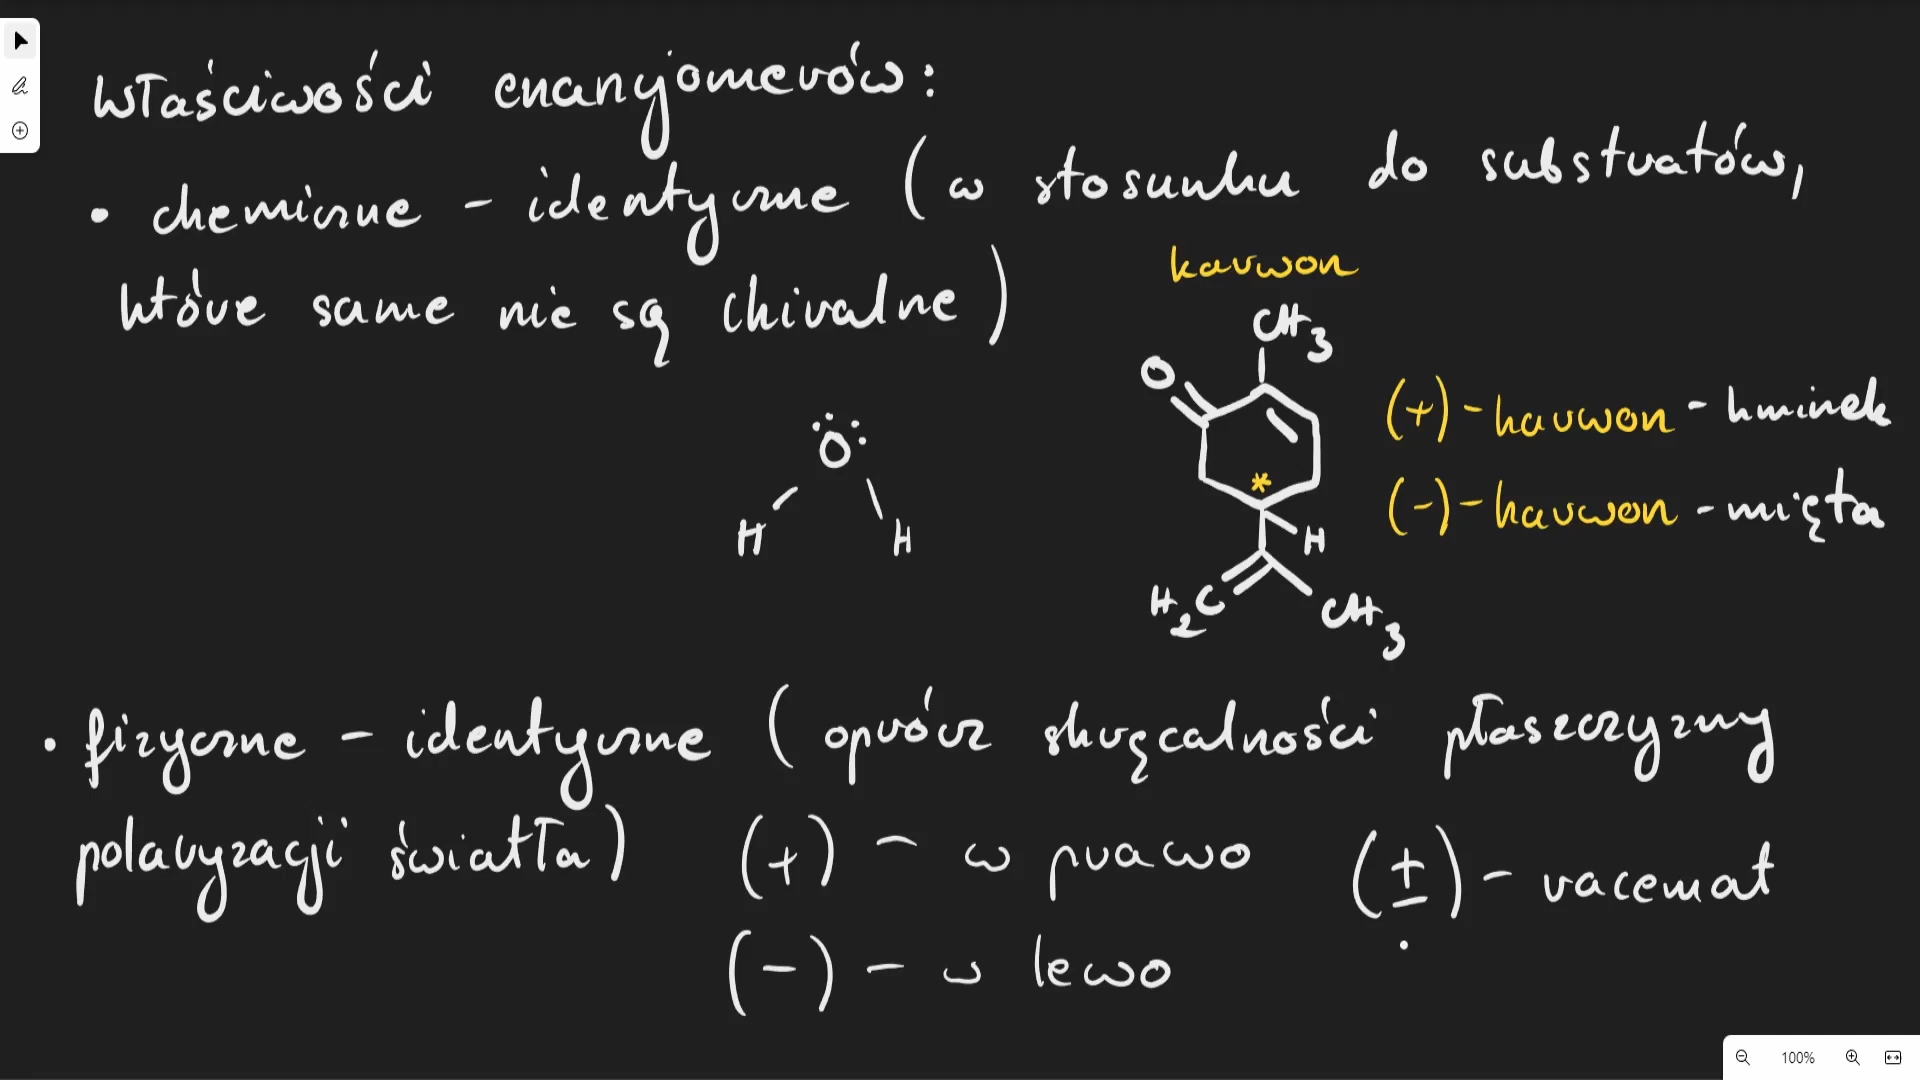 Właściwości enancjomerów:
• chemiczne - identyczne (w stosunku do substratów,
które same nie są chiralne)
karwon
CH3
O
(+)-karwon - kminek
O
H H
*
(-)-karwon - mięta
H
H2C
CH3
• fizyczne - identyczne (oprócz skręcalności płaszczyzny
polaryzacji światła)
(+) - w prawo
(±) - racemat
(-) - w lewo
100%